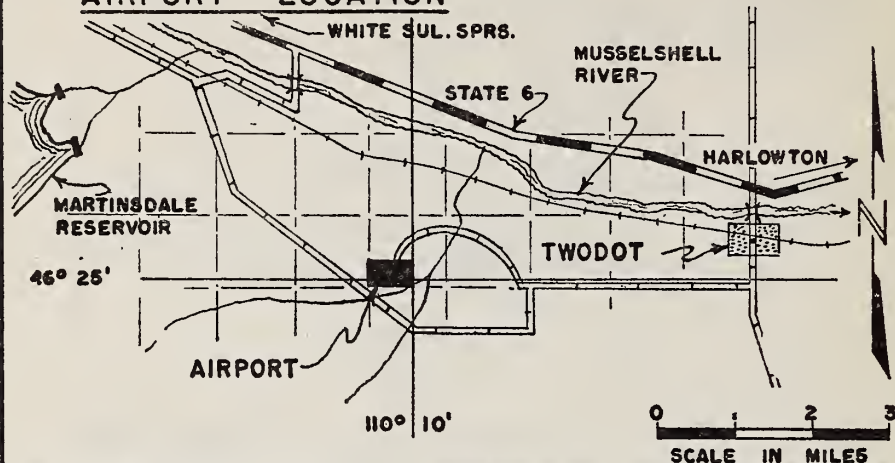 AIRPORT LOCATION
WHITE SUL. SPRS.
MUSSELSHELL
RIVER
STATE 6
HARLOWTON
MARTINSDALE
RESERVOIR
N
TWODOT
46° 25'
AIRPORT
110° 10'
0 1 2 3
SCALE IN MILES